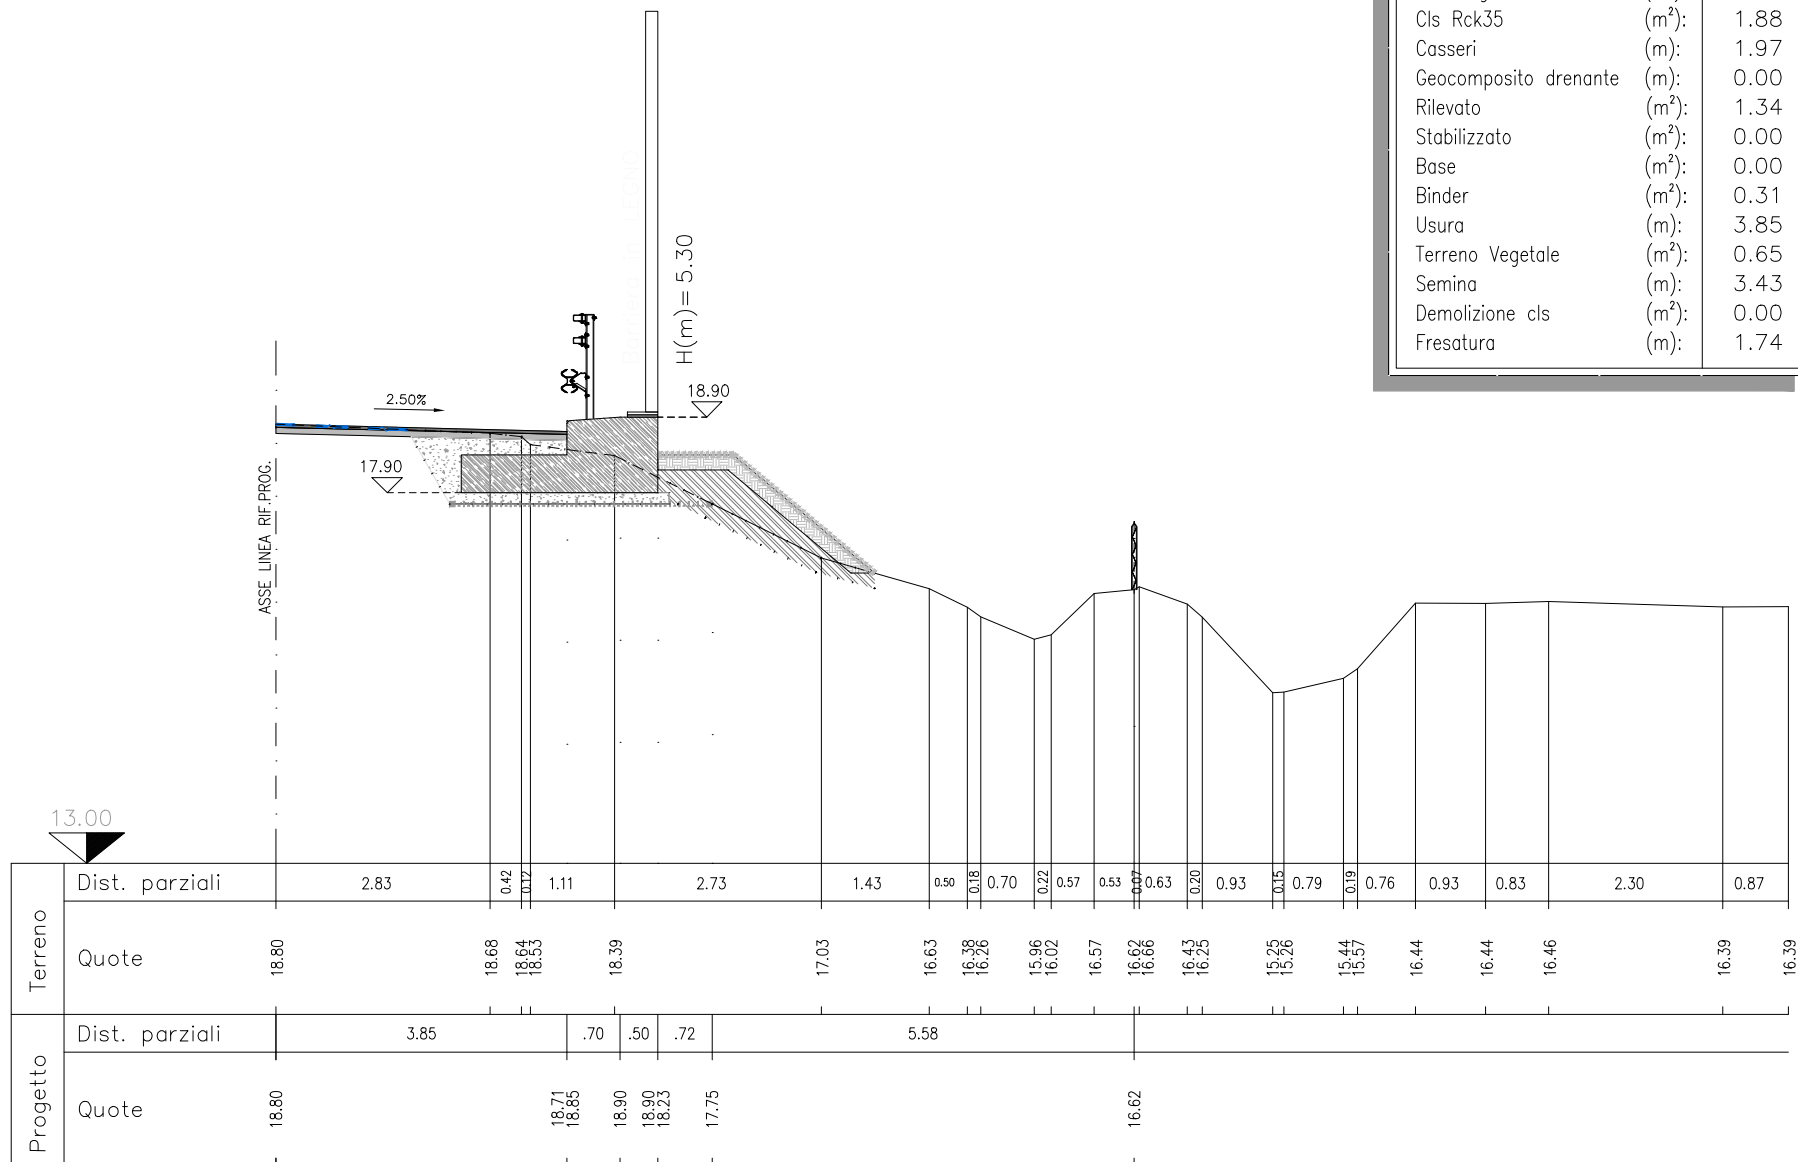 Cls Rck35 (m²): 1.88
Casseri (m): 1.97
Geocomposito drenante (m): 0.00
Rilevato (m²): 1.34
Stabilizzato (m²): 0.00
Base (m²): 0.00
Binder (m²): 0.31
Usura (m): 3.85
Terreno Vegetale (m²): 0.65
Semina (m): 3.43
Demolizione cls (m²): 0.00
Fresatura (m): 1.74
Barriera in LEGNO
H(m)= 5.30
18.90
2.50%
17.90
ASSE LINEA RIF.PROG.
13.00
Terreno
Dist. parziali 2.83 0.42 0.12 1.11 2.73 1.43 0.50 0.18 0.70 0.22 0.57 0.53 0.07 0.63 0.20 0.93 0.15 0.79 0.19 0.76 0.93 0.83 2.30 0.87
Quote 18.80 18.68 18.64 18.53 18.39 17.03 16.63 16.38 16.26 15.96 16.02 16.57 16.62 16.66 16.43 16.25 15.25 15.26 15.44 15.57 16.44 16.44 16.46 16.39 16.39
Progetto
Dist. parziali 3.85 .70 .50 .72 5.58
Quote 18.80 18.71 18.85 18.90 18.90 18.23 17.75 16.62